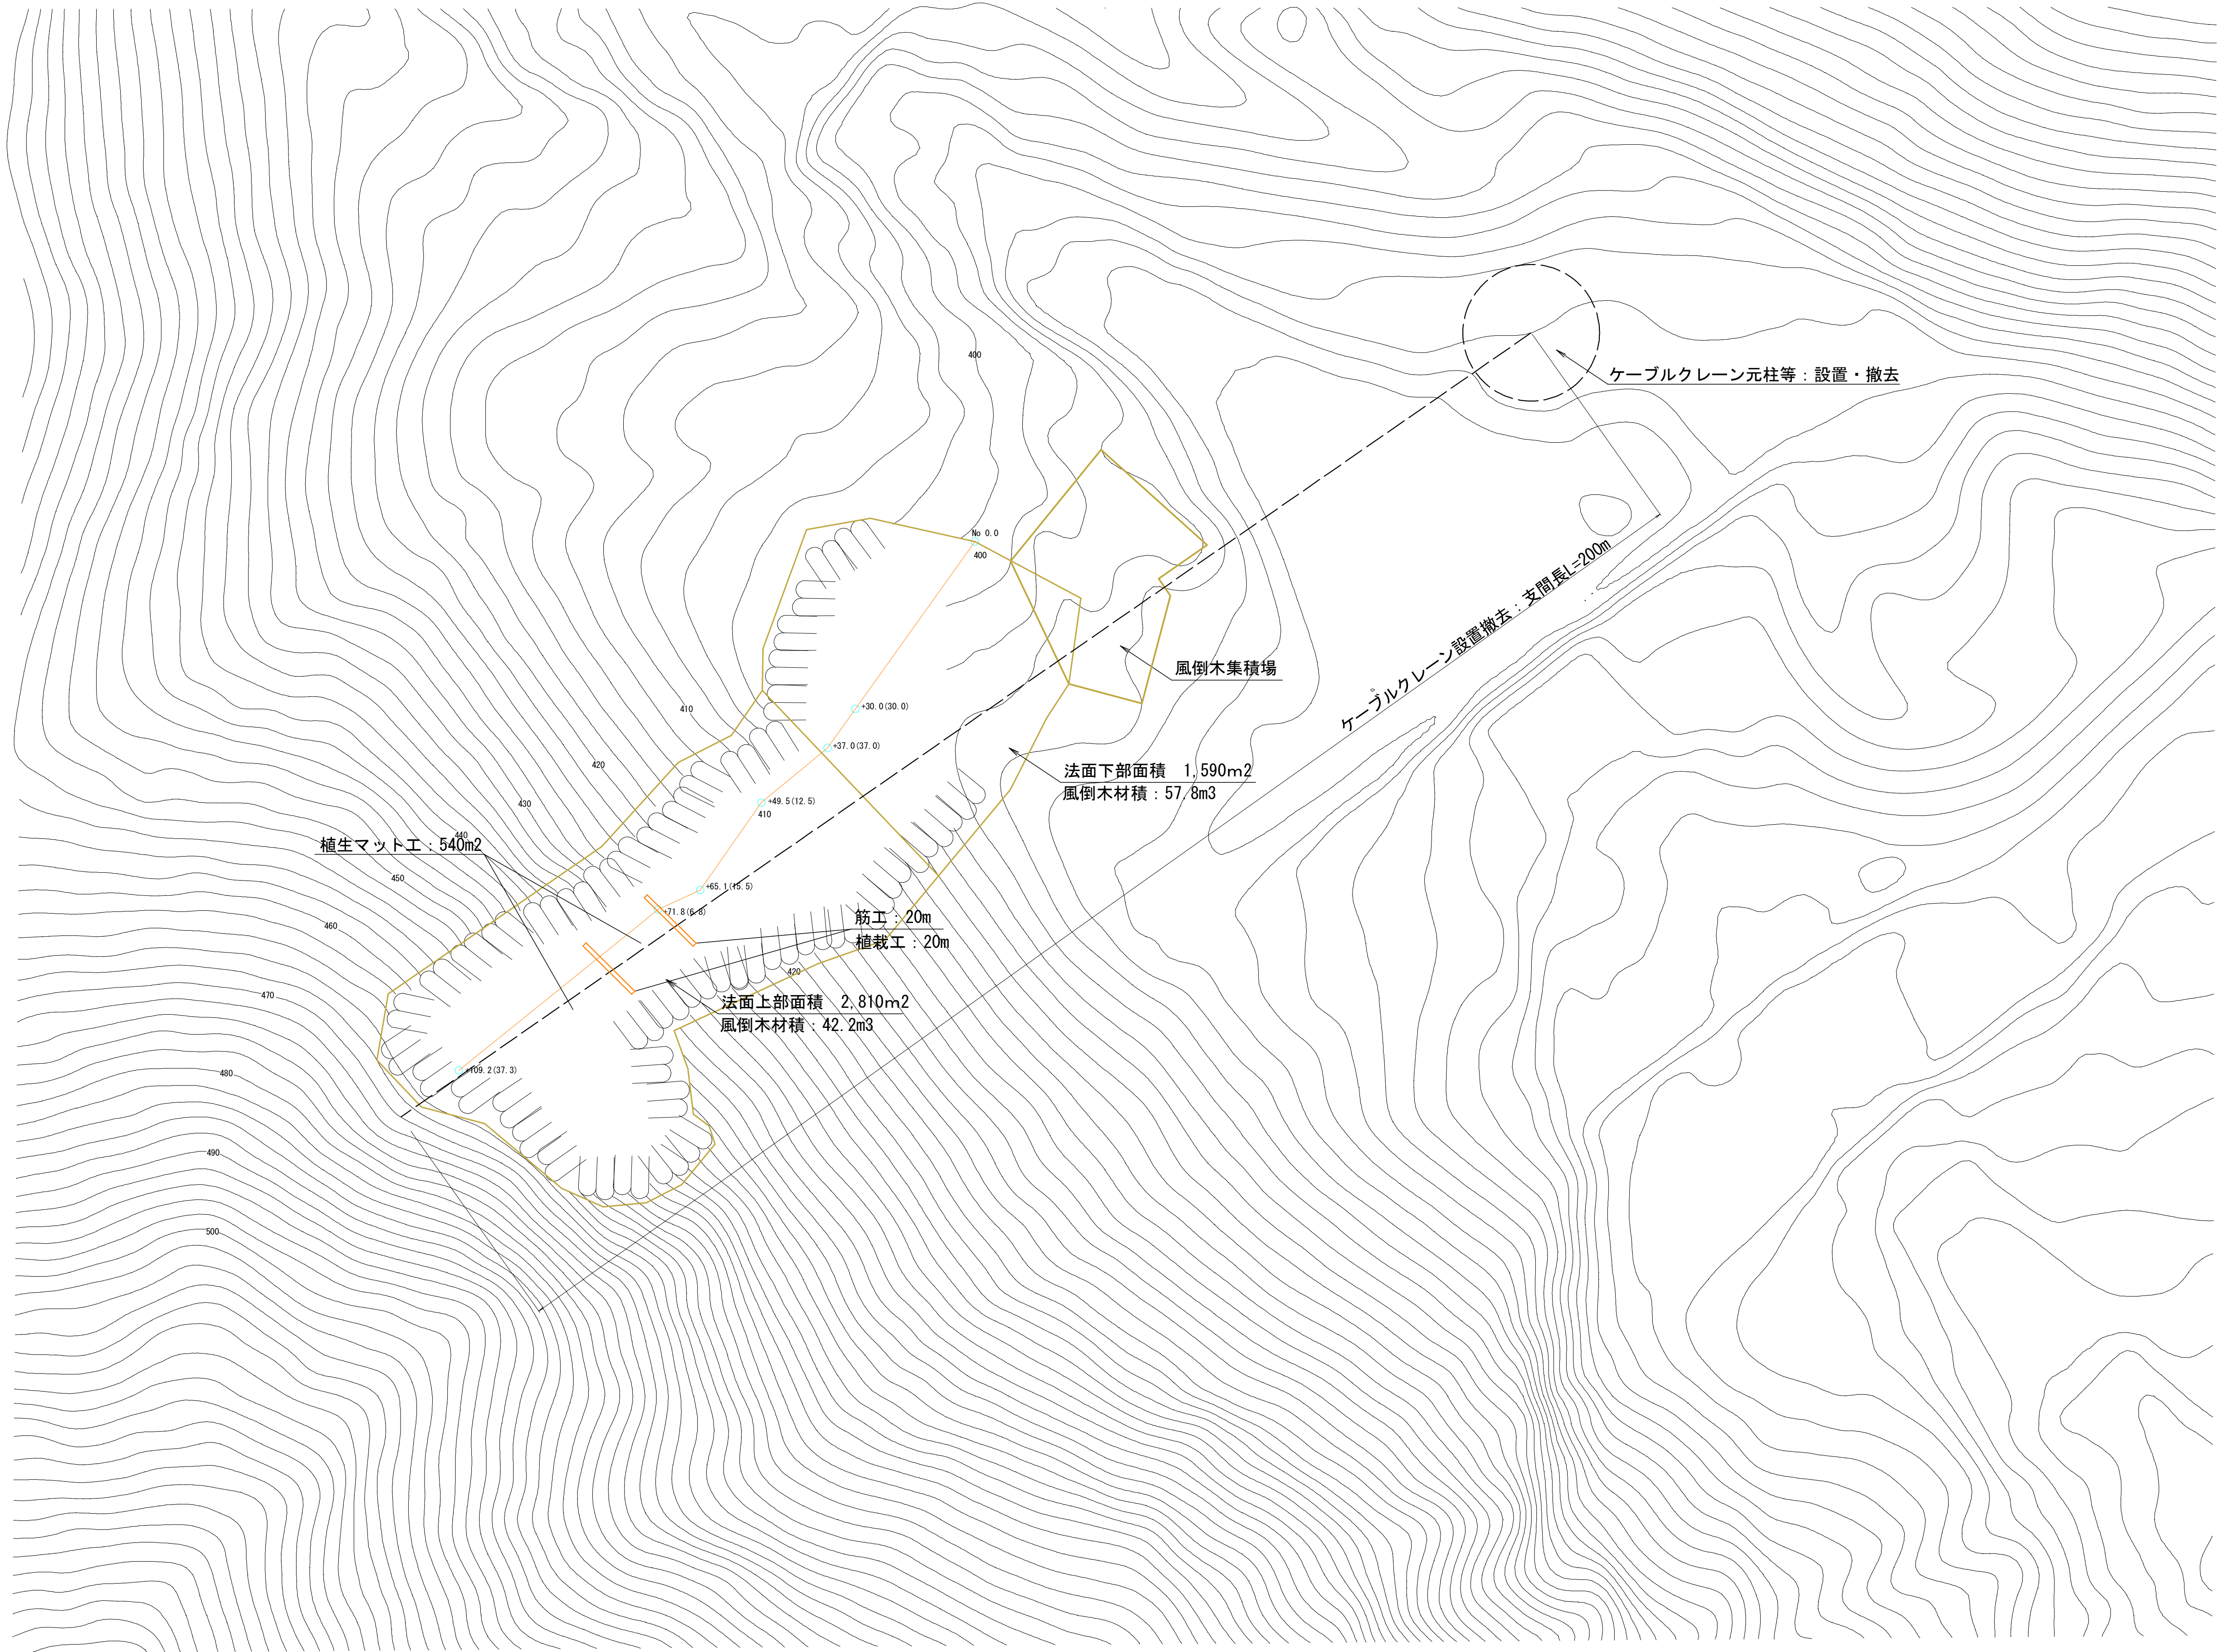 400
ケーブルクレーン元柱等：設置・撤去
No 0.0
400
ケーブルクレーン設置撤去：支間長L=200m
風倒木集積場
410
+30.0(30.0)
+37.0(37.0)
420
法面下部面積　1,590m2
風倒木材積：57.8m3
430
+49.5(12.5)
410
440
植生マット工：540m2
450
+65.1(15.5)
+71.8(6.8)
筋工：20m
植栽工：20m
460
420
470
法面上部面積　2,810m2
風倒木材積：42.2m3
480
+109.2(37.3)
490
500